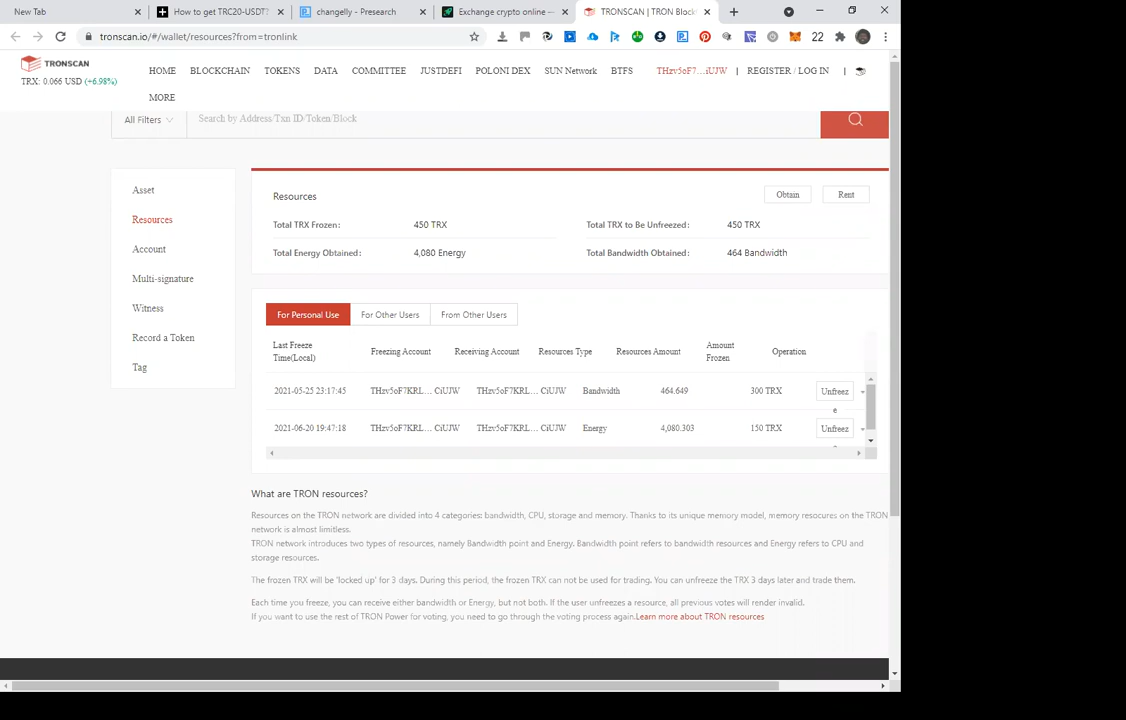 New Tab
How to get TRC20-USDT?
changelly - Presearch
Exchange crypto online —
TRONSCAN | TRON Block
tronscan.io/#/wallet/resources?from=tronlink
22
TRONSCAN
TRX: 0.066 USD (+6.98%)
HOME
BLOCKCHAIN
TOKENS
DATA
COMMITTEE
JUSTDEFI
POLONI DEX
SUN Network
BTFS
THzv5oF7...iUJW
REGISTER / LOG IN
MORE
All Filters
Search by Address/Txn ID/Token/Block
Asset
Resources
Account
Multi-signature
Witness
Record a Token
Tag
Resources
Obtain
Rent
Total TRX Frozen: 450 TRX
Total TRX to Be Unfreezed: 450 TRX
Total Energy Obtained: 4,080 Energy
Total Bandwidth Obtained: 464 Bandwidth
For Personal Use
For Other Users
From Other Users
Last Freeze Time(Local)
Freezing Account
Receiving Account
Resources Type
Resources Amount
Amount Frozen
Operation
2021-05-25 23:17:45 THzv5oF7KRL... CiUJW THzv5oF7KRL... CiUJW Bandwidth 464.649 300 TRX Unfreeze
2021-06-20 19:47:18 THzv5oF7KRL... CiUJW THzv5oF7KRL... CiUJW Energy 4,080.303 150 TRX Unfreez
What are TRON resources?
Resources on the TRON network are divided into 4 categories: bandwidth, CPU, storage and memory. Thanks to its unique memory model, memory resocures on the TRON
network is almost limitless.
TRON network introduces two types of resources, namely Bandwidth point and Energy. Bandwidth point refers to bandwidth resources and Energy refers to CPU and
storage resources.
The frozen TRX will be 'locked up' for 3 days. During this period, the frozen TRX can not be used for trading. You can unfreeze the TRX 3 days later and trade them.
Each time you freeze, you can receive either bandwidth or Energy, but not both. If the user unfreezes a resource, all previous votes will render invalid.
If you want to use the rest of TRON Power for voting, you need to go through the voting process again.Learn more about TRON resources